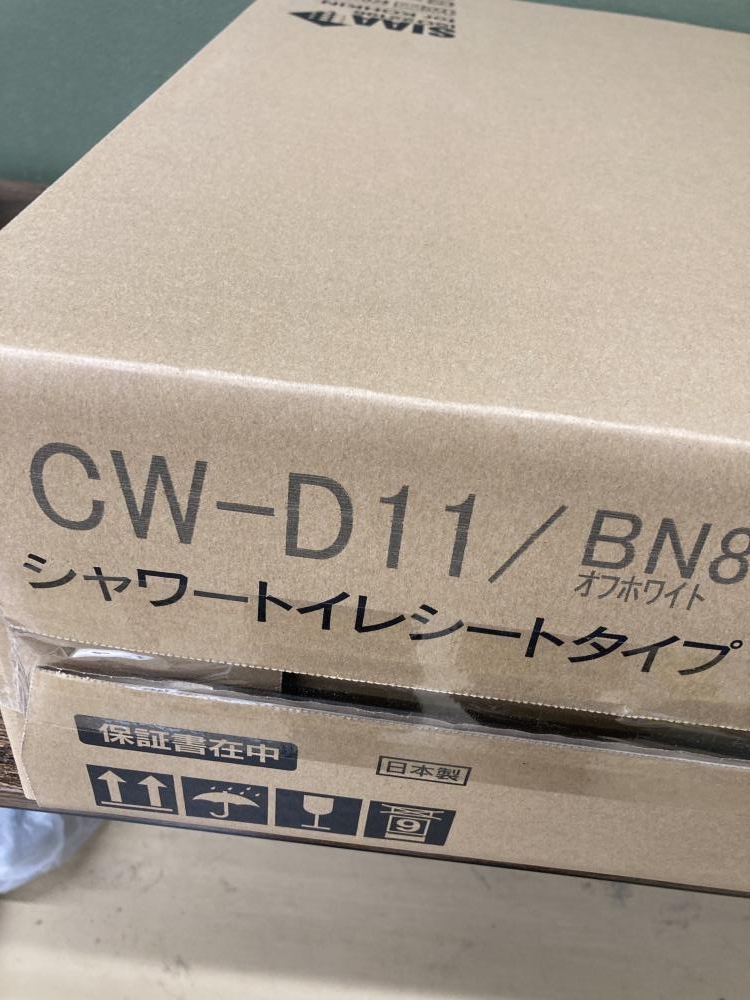 SIAA
CW-D11/BN8
オフホワイト
シャワートイレシートタイプ
保証書在中
日本製
9